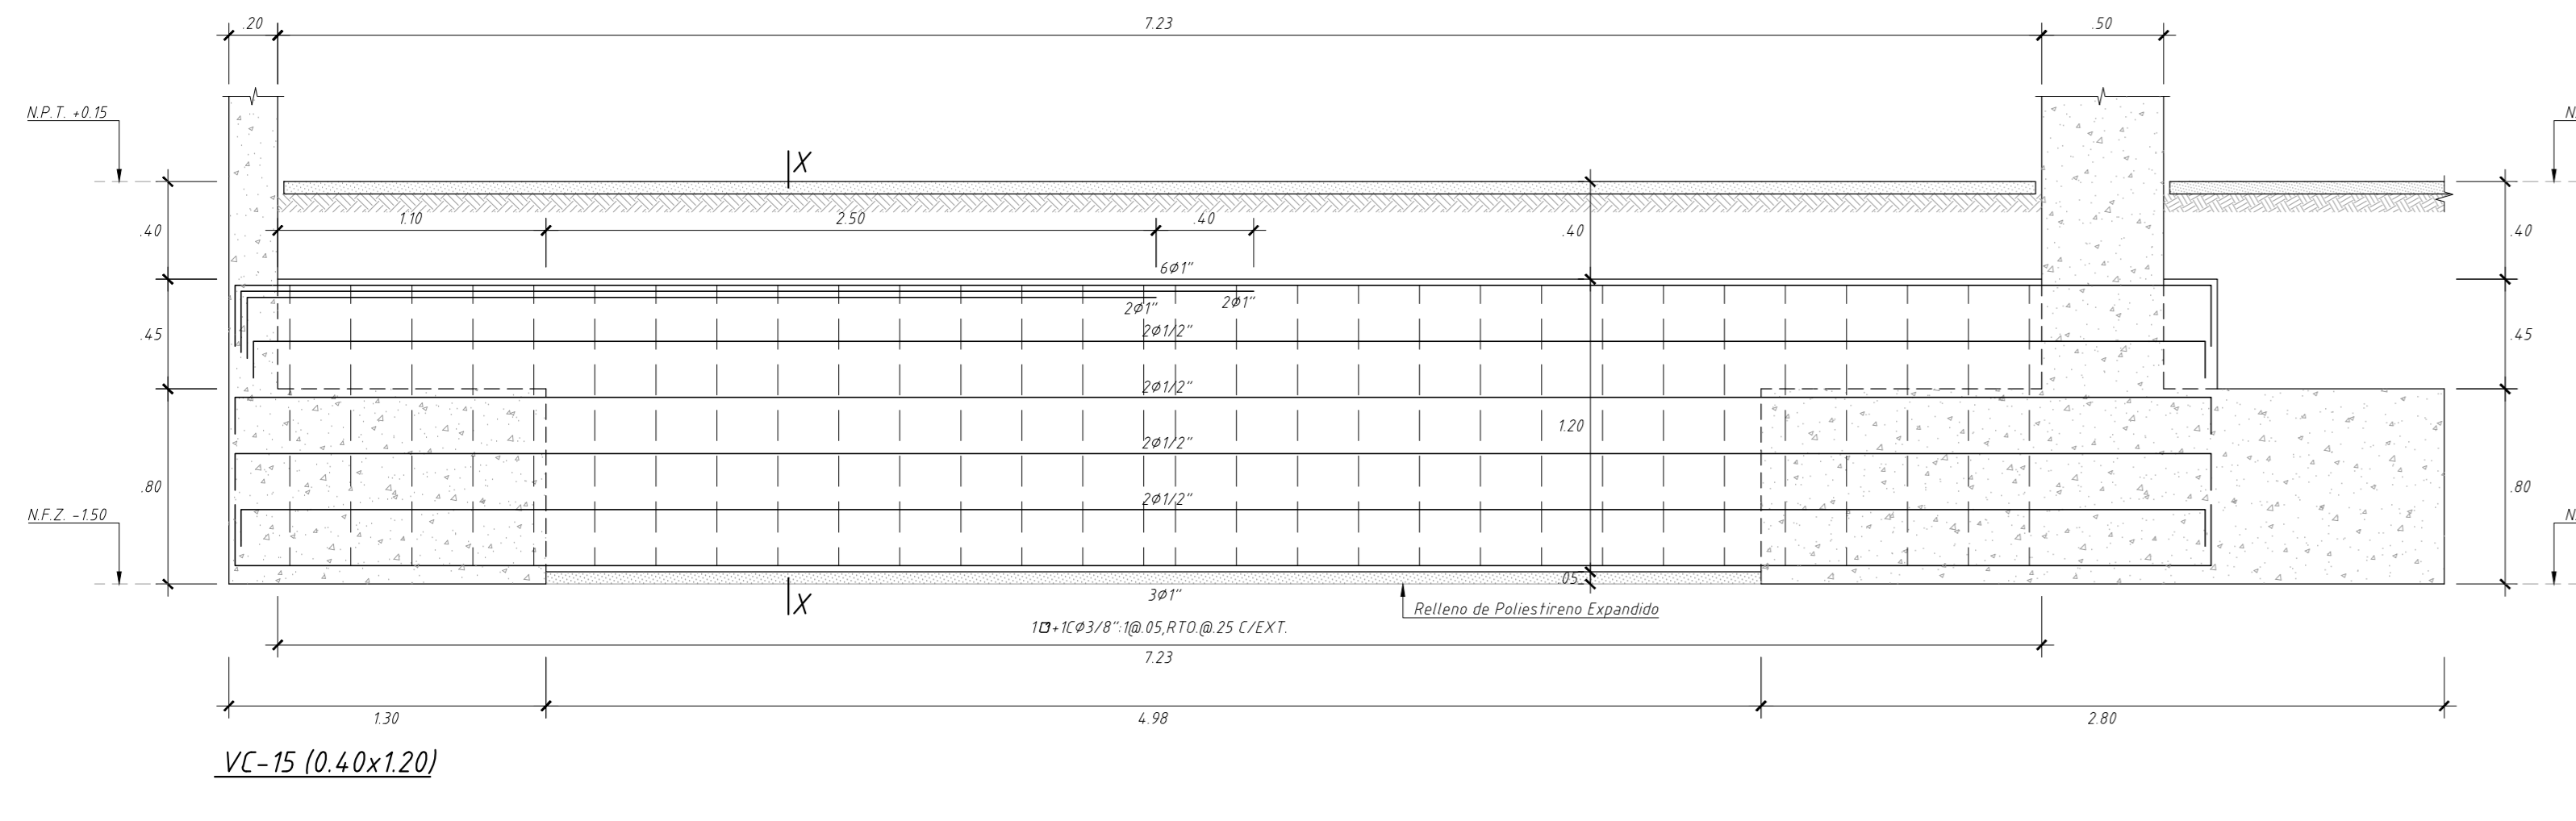 .20
7.23
.50
N.P.T. +0.15
N.
X
1.10
2.50
.40
.40
.40
.40
6Ø1"
2Ø1"
2Ø1"
2Ø1/2"
.45
.45
2Ø1/2"
1.20
2Ø1/2"
.80
.80
2Ø1/2"
N.F.Z. -1.50
N.
.05
3Ø1"
X
Relleno de Poliestireno Expandido
1□+1CØ3/8":1@.05,RTO.@.25 C/EXT.
7.23
1.30
4.98
2.80
VC-15 (0.40x1.20)